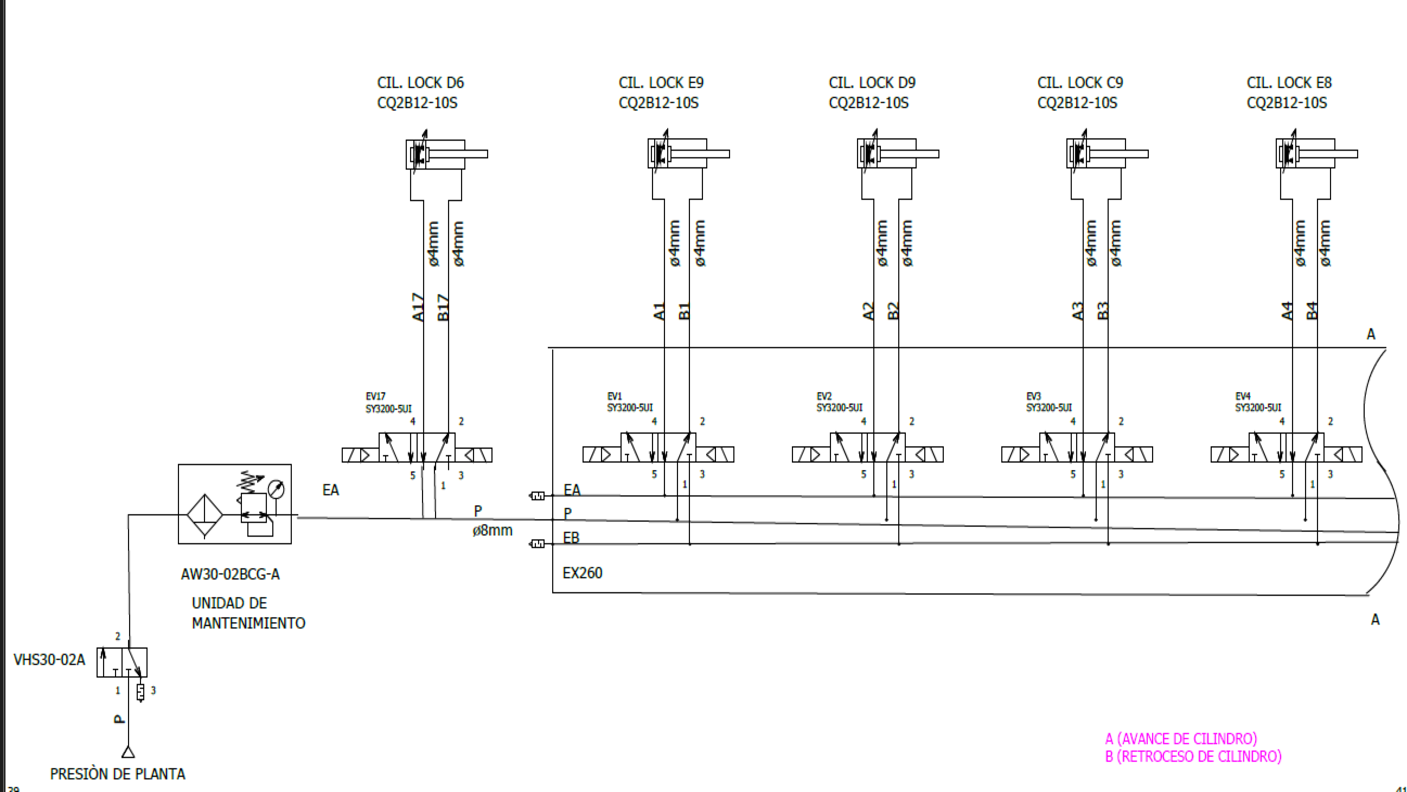 CIL. LOCK D6
CQ2B12-10S
CIL. LOCK E9
CQ2B12-10S
CIL. LOCK D9
CQ2B12-10S
CIL. LOCK C9
CQ2B12-10S
CIL. LOCK E8
CQ2B12-10S
ø4mm
ø4mm
ø4mm
ø4mm
ø4mm
ø4mm
ø4mm
ø4mm
ø4mm
ø4mm
A17
B17
A1
B1
A2
B2
A3
B3
A4
B4
A
EV17
SY3200-5UI
4
2
5
1
3
EV1
SY3200-5UI
4
2
5
1
3
EV2
SY3200-5UI
4
2
5
1
3
EV3
SY3200-5UI
4
2
5
1
3
EV4
SY3200-5UI
4
2
5
1
3
EA
P
ø8mm
EA
P
EB
EX260
A
AW30-02BCG-A
UNIDAD DE
MANTENIMIENTO
VHS30-02A
2
1
3
P
PRESIÒN DE PLANTA
A (AVANCE DE CILINDRO)
B (RETROCESO DE CILINDRO)
39
41